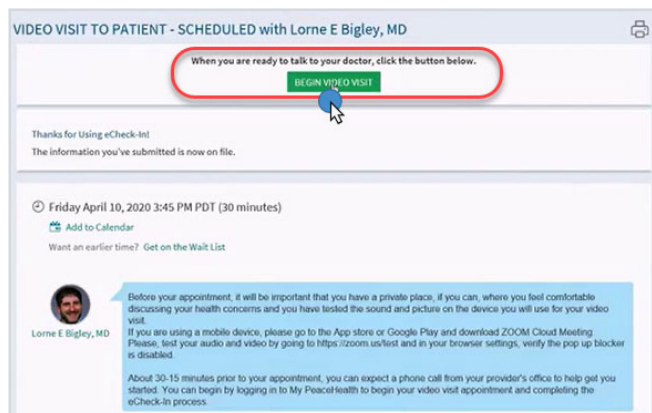 VIDEO VISIT TO PATIENT - SCHEDULED with Lorne E Bigley, MD
When you are ready to talk to your doctor, click the button below.
BEGIN VIDEO VISIT
Thanks for Using eCheck-In!
The information you've submitted is now on file.
Friday April 10, 2020 3:45 PM PDT (30 minutes)
Add to Calendar
Want an earlier time? Get on the Wait List
Lorne E Bigley, MD
Before your appointment, it will be important that you have a private place, if you can, where you feel comfortable
discussing your health concerns and you have tested the sound and picture on the device you will use for your video
visit.
If you are using a mobile device, please go to the App store or Google Play and download ZOOM Cloud Meeting.
Please, test your audio and video by going to https://zoom.us/test and in your browser settings, verify the pop up blocker
is disabled.
About 30-15 minutes prior to your appointment, you can expect a phone call from your provider's office to help get you
started. You can begin by logging in to My PeaceHealth to begin your video visit appointment and completing the
eCheck-In process.